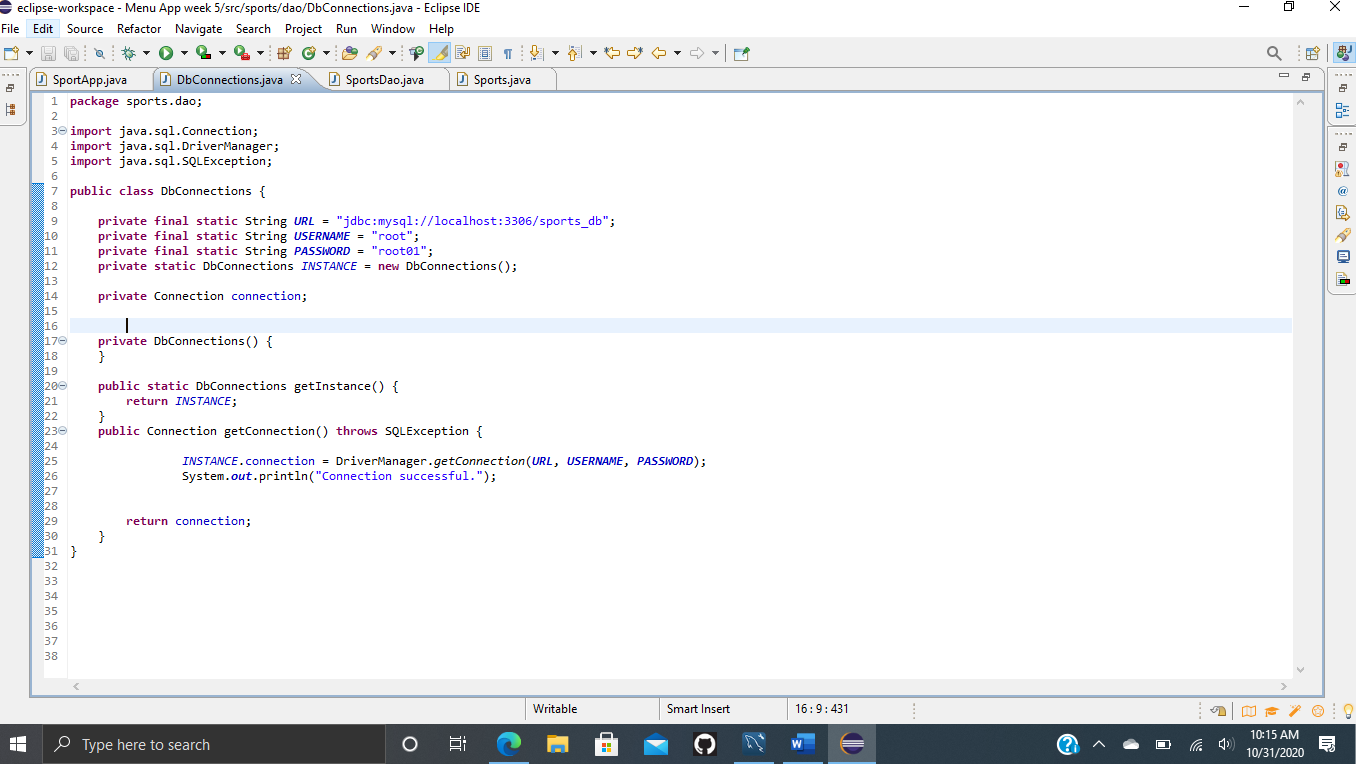 eclipse-workspace - Menu App week 5/src/sports/dao/DbConnections.java - Eclipse IDE
File Edit Source Refactor Navigate Search Project Run Window Help
SportApp.java DbConnections.java SportsDao.java Sports.java
1 package sports.dao;
2
3 import java.sql.Connection;
4 import java.sql.DriverManager;
5 import java.sql.SQLException;
6
7 public class DbConnections {
8
9 private final static String URL = "jdbc:mysql://localhost:3306/sports_db";
10 private final static String USERNAME = "root";
11 private final static String PASSWORD = "root01";
12 private static DbConnections INSTANCE = new DbConnections();
13
14 private Connection connection;
15
16
17 private DbConnections() {
18 }
19
20 public static DbConnections getInstance() {
21 return INSTANCE;
22 }
23 public Connection getConnection() throws SQLException {
24
25 INSTANCE.connection = DriverManager.getConnection(URL, USERNAME, PASSWORD);
26 System.out.println("Connection successful.");
27
28
29 return connection;
30 }
31 }
32
33
34
35
36
37
38
Writable Smart Insert 16 : 9 : 431
Type here to search
10:15 AM
10/31/2020